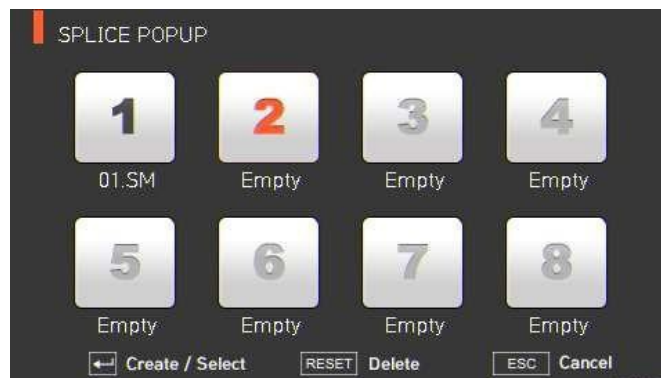 SPLICE POPUP
1 2 3 4
01.SM Empty Empty Empty
5 6 7 8
Empty Empty Empty Empty
Create / Select RESET Delete ESC Cancel